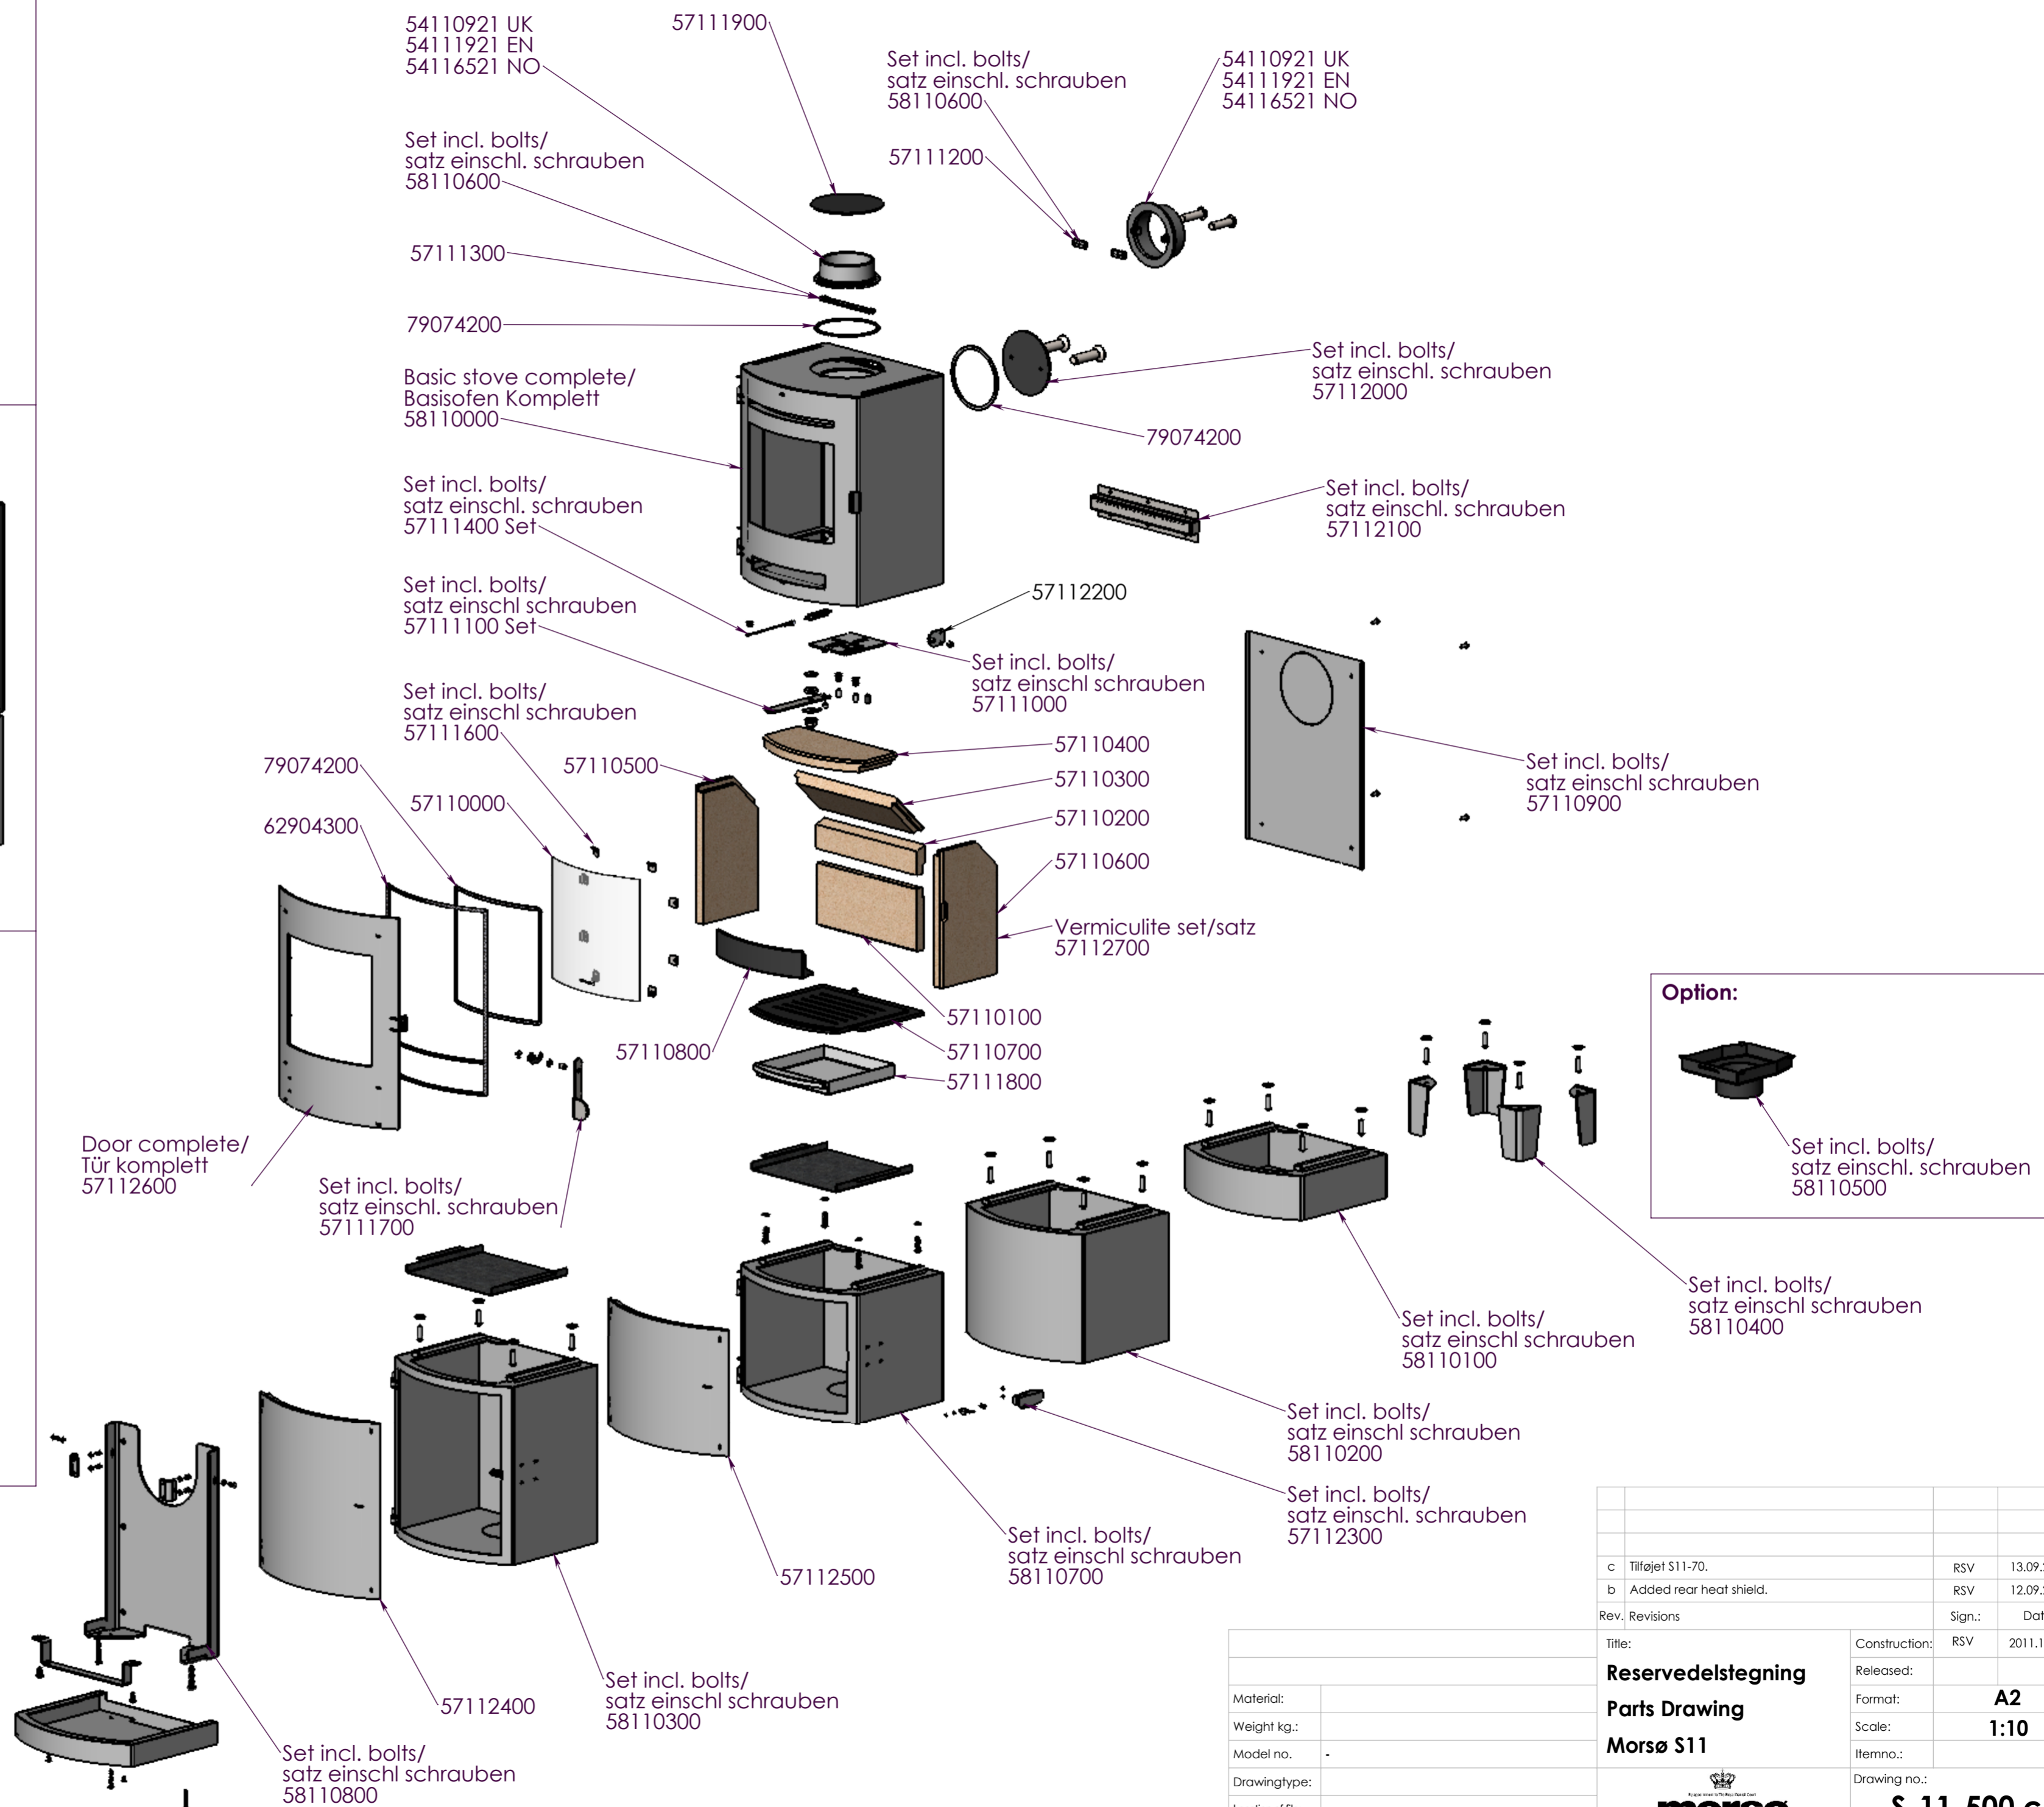 54110921 UK
54111921 EN
54116521 NO
57111900
Set incl. bolts/
satz einschl. schrauben
58110600
54110921 UK
54111921 EN
54116521 NO
Set incl. bolts/
satz einschl. schrauben
58110600
57111200
57111300
79074200
Set incl. bolts/
satz einschl. schrauben
57112000
Basic stove complete/
Basisofen Komplett
58110000
79074200
Set incl. bolts/
satz einschl. schrauben
57111400 Set
Set incl. bolts/
satz einschl. schrauben
57112100
Set incl. bolts/
satz einschl schrauben
57111100 Set
57112200
Set incl. bolts/
satz einschl schrauben
57111000
Set incl. bolts/
satz einschl schrauben
57111600
57110400
79074200
57110500
57110300
Set incl. bolts/
satz einschl schrauben
57110900
57110000
62904300
57110200
57110600
Vermiculite set/satz
57112700
Option:
57110100
57110800
57110700
57111800
Door complete/
Tür komplett
57112600
Set incl. bolts/
satz einschl. schrauben
57111700
Set incl. bolts/
satz einschl. schrauben
58110500
Set incl. bolts/
satz einschl schrauben
58110400
Set incl. bolts/
satz einschl schrauben
58110100
Set incl. bolts/
satz einschl schrauben
58110200
Set incl. bolts/
satz einschl. schrauben
57112300
Set incl. bolts/
satz einschl schrauben
58110700
57112500
57112400
Set incl. bolts/
satz einschl schrauben
58110300
Set incl. bolts/
satz einschl schrauben
58110800
c Tilføjet S11-70. RSV 13.09.
b Added rear heat shield. RSV 12.09.
Rev. Revisions Sign.: Dat
Title:
Reservedelstegning
Parts Drawing
Morsø S11
Construction: RSV 2011.1
Released:
Format: A2
Scale: 1:10
Itemno.:
Drawing no.:
S 11-500
Material:
Weight kg.:
Model no. -
Drawingtype:
morsø